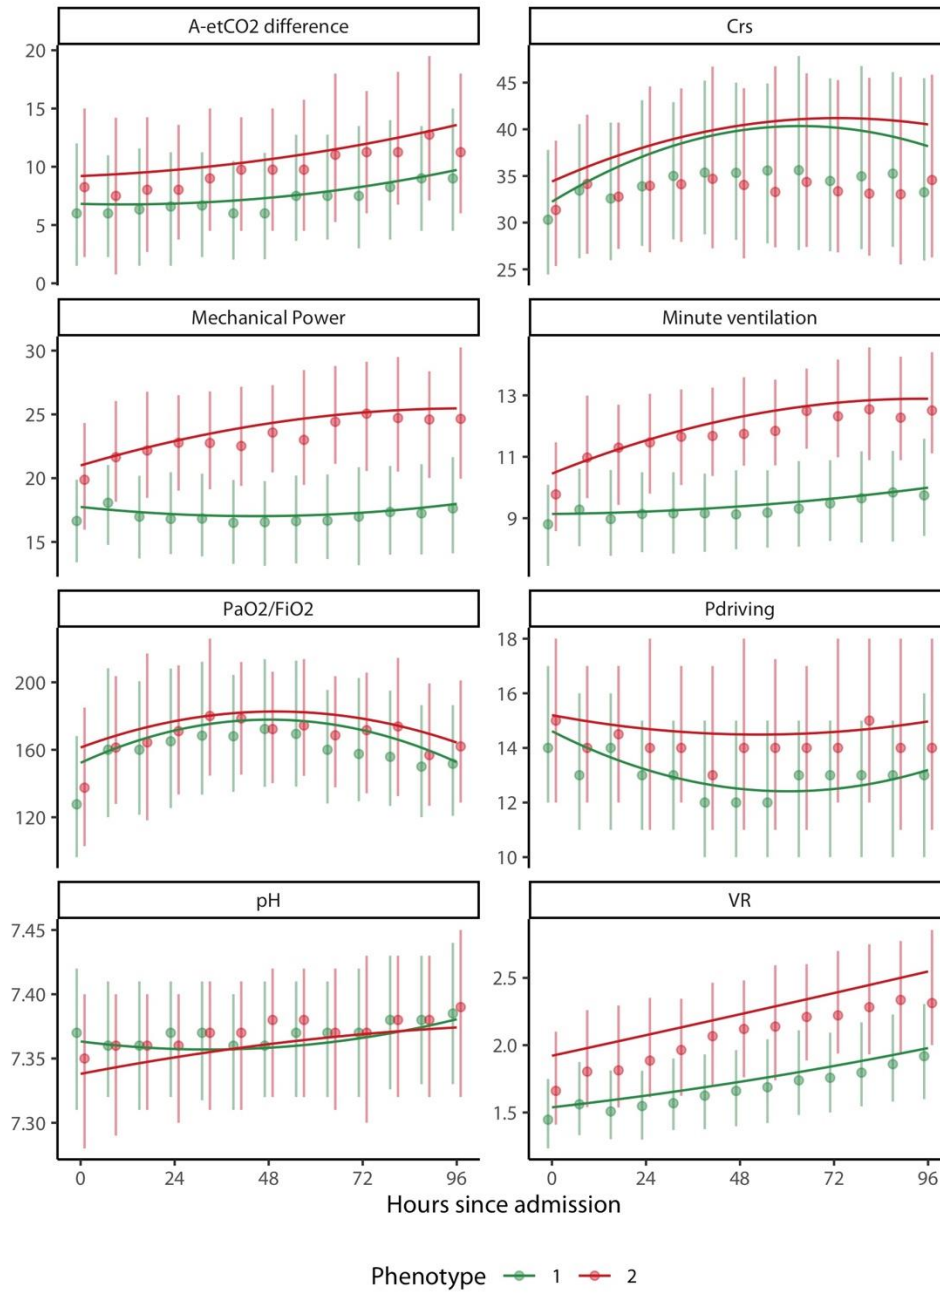 A-etCO2 difference
Crs
20
15
10
5
0
45
40
35
30
25
Mechanical Power
Minute ventilation
30
25
20
15
13
11
9
PaO2/FiO2
Pdriving
200
160
120
18
16
14
12
10
pH
VR
7.45
7.40
7.35
7.30
2.5
2.0
1.5
0 24 48 72 96
0 24 48 72 96
Hours since admission
Phenotype 1 2